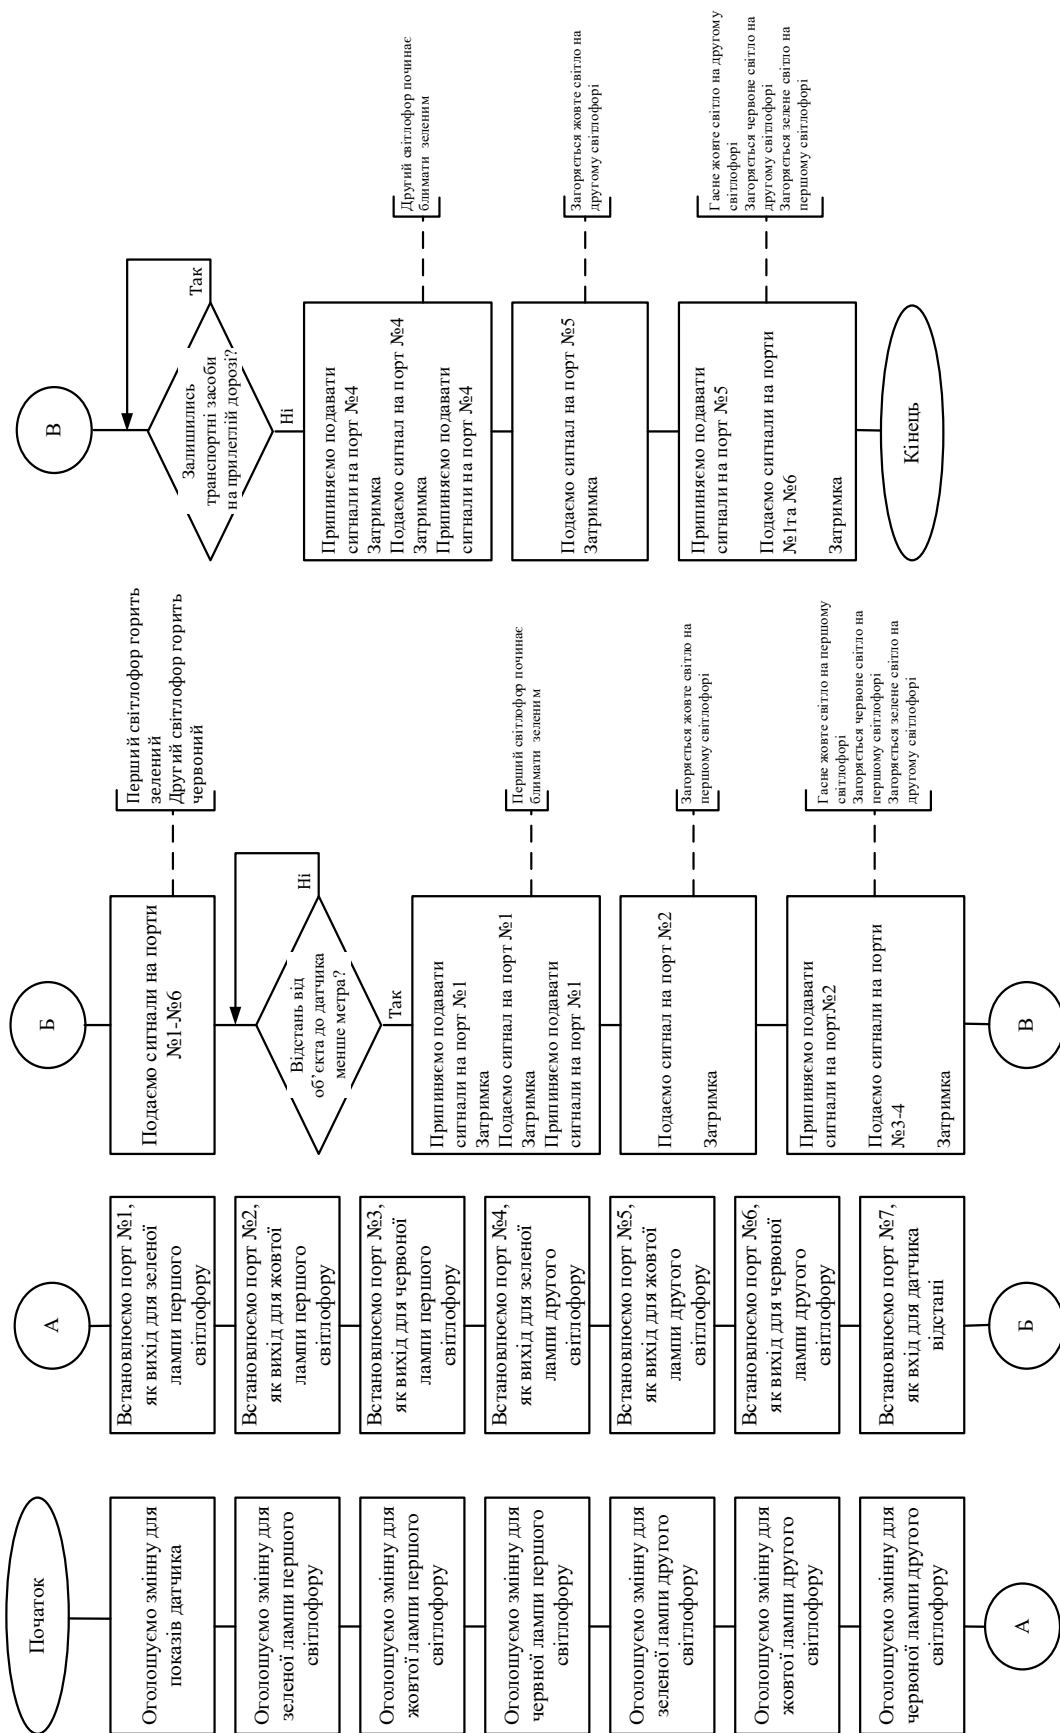 Початок
Оголошуємо змінну для
показів датчика
Оголошуємо змінну для
зеленої лампи першого
світлофору
Оголошуємо змінну для
жовтої лампи першого
світлофору
Оголошуємо змінну для
червної лампи першого
світлофору
Оголошуємо змінну для
зеленої лампи другого
світлофору
Оголошуємо змінну для
жовтої лампи другого
світлофору
Оголошуємо змінну для
червоної лампи другого
світлофору
А
А
Встановлюємо порт №1,
як вихід для зеленої
лампи першого
світлофору
Встановлюємо порт №2,
як вихід для жовтої
лампи першого
світлофору
Встановлюємо порт №3,
як вихід для червоної
лампи першого
світлофору
Встановлюємо порт №4,
як вихід для зеленої
лампи другого
світлофору
Встановлюємо порт №5,
як вихід для жовтої
лампи другого
світлофору
Встановлюємо порт №6,
як вихід для червоної
лампи другого
світлофору
Встановлюємо порт №7,
як вхід для датчика
відстані
Б
Б
Подаємо сигнали на порти
№1-№6
Перший світлофор горить
зелений
Другий світлофор горить
червоний
Відстань від
об’єкта до датчика
менше метра?
Ні
Так
Припиняємо подавати
сигнали на порт №1
Затримка
Подаємо сигнал на порт №1
Затримка
Припиняємо подавати
сигнали на порт №1
Перший світлофор починає
блимати зеленим
Подаємо сигнал на порт №2
Затримка
Загоряється жовте світло на
першому світлофорі
Припиняємо подавати
сигнали на порт№2
Подаємо сигнали на порти
№3-4
Затримка
Гасне жовте світло на першому
світлофорі
Загоряється червоне світло на
першому світлофорі
Загоряється зелене світло на
другому світлофорі
В
В
Залишились
транспортні засоби
на прилеглій дорозі?
Так
Ні
Припиняємо подавати
сигнали на порт №4
Затримка
Подаємо сигнал на порт №4
Затримка
Припиняємо подавати
сигнали на порт №4
Другий світлофор починає
блимати зеленим
Подаємо сигнал на порт №5
Затримка
Загоряється жовте світло на
другому світлофорі
Припиняємо подавати
сигнали на порт №5
Подаємо сигнали на порти
№1та №6
Затримка
Гасне жовте світло на другому
світлофорі
Загоряється червоне світло на
другому світлофорі
Загоряється зелене світло на
першому світлофорі
Кінець